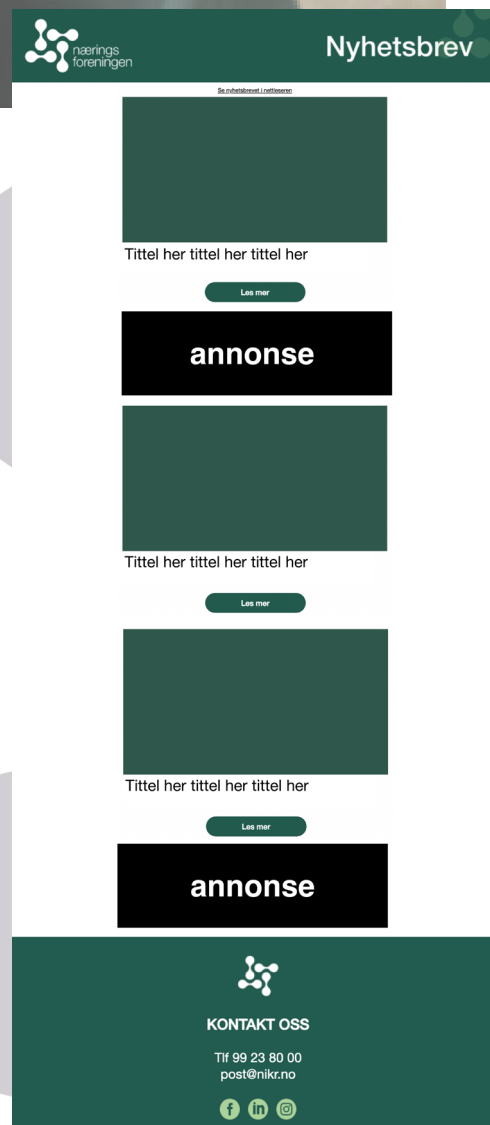 nærings
foreningen
Nyhetsbrev
Se nyhetsbrevet i nettleseren
Tittel her tittel her tittel her
Les mer
annonse
Tittel her tittel her tittel her
Les mer
Tittel her tittel her tittel her
Les mer
annonse
KONTAKT OSS
Tlf 99 23 80 00
post@nikr.no